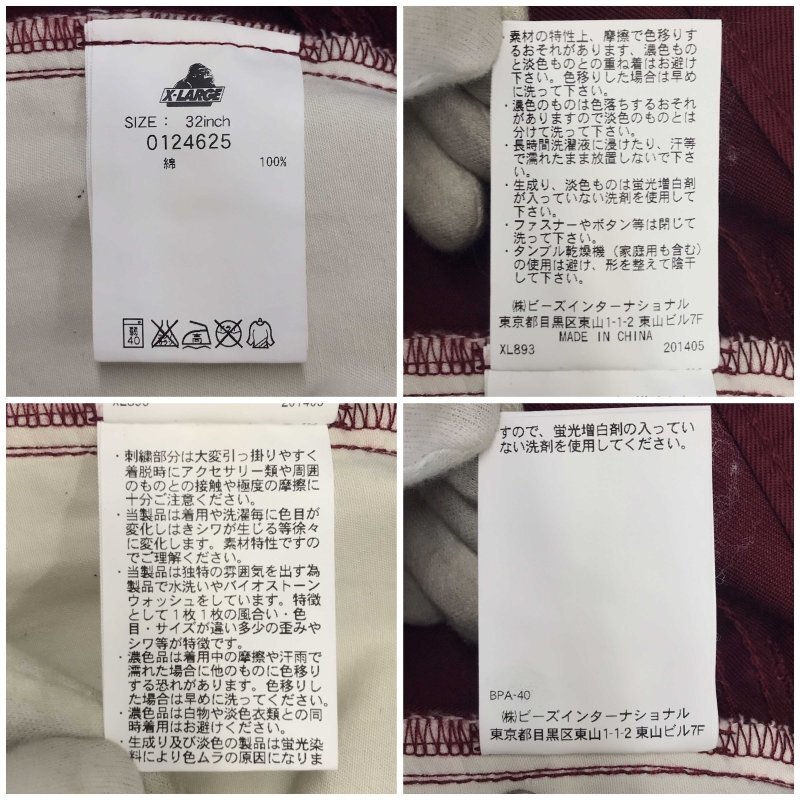 X-LARGE
SIZE: 32inch
0124625
綿 100%
弱
40
高
・素材の特性上、摩擦で色移りす
るおそれがあります、濃色もの
と淡色ものとの重ね着はお避け
下さい。色移りした場合は早め
に洗って下さい。
・濃色のものは色落ちするおそれ
がありますので淡色のものとは
分けて洗って下さい。
・長時間洗濯液に浸けたり、汗等
で濡れたまま放置しないで下さ
い。
・生成り、淡色ものは蛍光増白剤
が入っていない洗剤を使用して
下さい。
・ファスナーやボタン等は閉じて
洗って下さい。
・タンブル乾燥機（家庭用も含む）
の使用は避け、形を整えて陰干
して下さい。
㈱ビーズインターナショナル
東京都目黒区東山1-1-2 東山ビル7F
MADE IN CHINA
XL893 201405
XL893 201405
・刺繍部分は大変引っ掛りやすく
着脱時にアクセサリー類や周囲
のものとの接触や極度の摩擦に
十分ご注意ください。
・当製品は着用や洗濯毎に色目が
変化しはきシワが生じる等徐々
に変化します。素材特性ですの
でご理解ください。
・当製品は独特の雰囲気を出す為
製品で水洗いやバイオストーン
ウォッシュをしています。特徴
として1枚1枚の風合い・色
目・サイズが違い多少の歪みや
シワ等が特徴です。
・濃色品は着用中の摩擦や汗雨で
濡れた場合に他のものに色移り
する恐れがあります。色移りし
た場合は早めに洗ってください。
・濃色品は白物や淡色衣類との同
時着用はお避けください。
・生成り及び淡色の製品は蛍光染
料により色ムラの原因になりま
すので、蛍光増白剤の入ってい
ない洗剤を使用してください。
BPA-40
㈱ビーズインターナショナル
東京都目黒区東山1-1-2 東山ビル7F